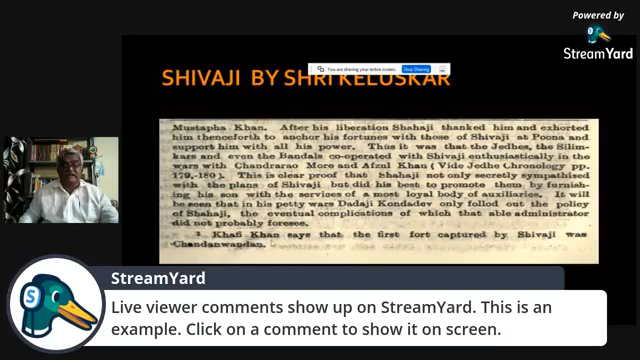 Powered by
StreamYard
You are sharing your entire screen.
Stop Sharing
SHIVAJI BY SHRI KELUSKAR
Mustapha Khan. After his liberation Shahaji thanked him and exhorted
him thenceforth to anchor his fortunes with those of Shivaji at Poona and
support him with all his power. Thus it was that the Jedhes, the Silim-
kars and even the Bandals co-operated with Shivaji enthusiastically in the
wars with Chandrarao More and Afzul Khan ( Vide Jedhe Chronology pp.
179,-180 ). This is clear proof that Shahaji not only secretly sympathised
with the plans of Shivaji but did his best to promote them by furnish-
ing his son with the services of a most loyal body of auxiliaries. It will
be seen that in his petty wars Dadaji Kondadev only follod out the policy
of Shahaji, the eventual complications of which that able administrator
did not probably foresee.
Khafi Khan says that the first fort captured by Shivaji was
Chandanwandan.
StreamYard
Live viewer comments show up on StreamYard. This is an
example. Click on a comment to show it on screen.